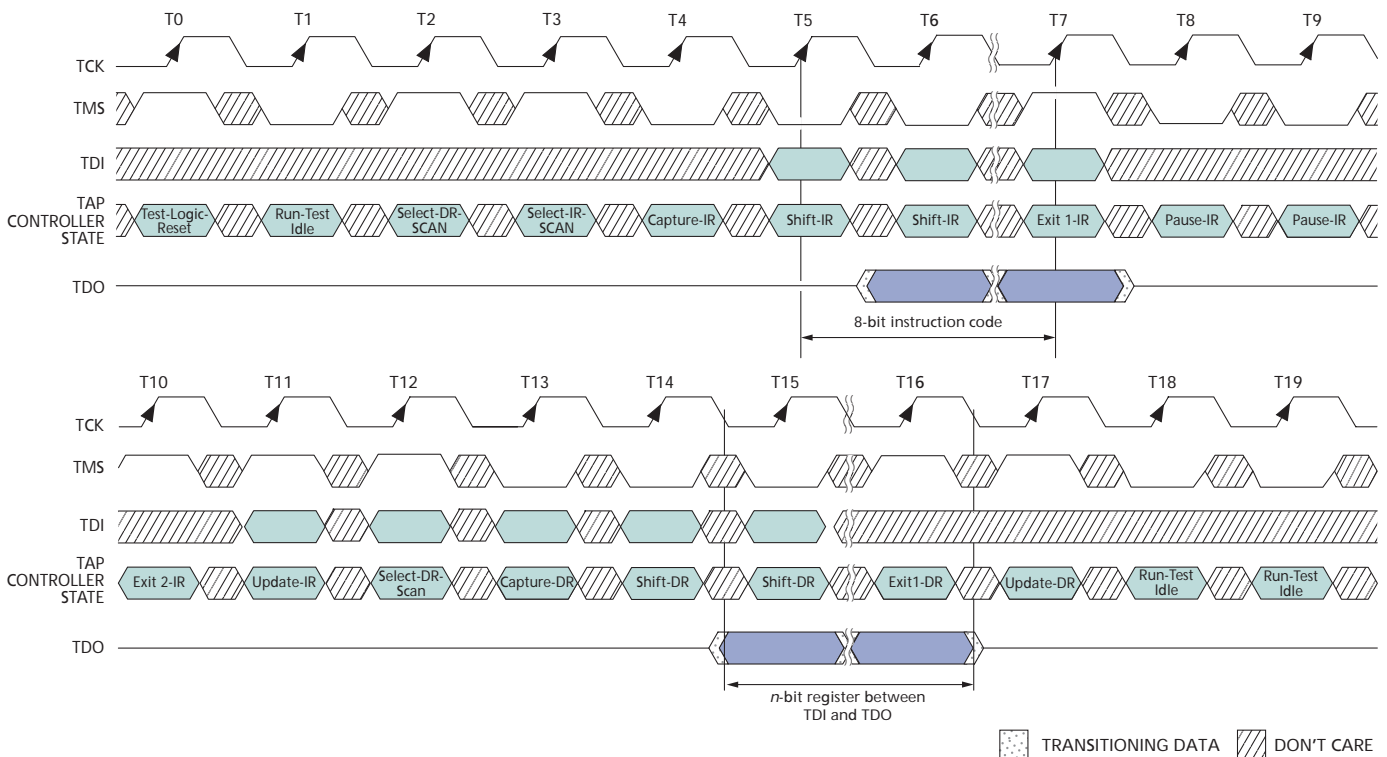 T0 T1 T2 T3 T4 T5 T6 T7 T8 T9
TCK
TMS
TDI
TAP
CONTROLLER
STATE
Test-Logic-
Reset
Run-Test
Idle
Select-DR-
SCAN
Select-IR-
SCAN
Capture-IR
Shift-IR
Shift-IR
Exit 1-IR
Pause-IR
Pause-IR
TDO
8-bit instruction code
T10 T11 T12 T13 T14 T15 T16 T17 T18 T19
TCK
TMS
TDI
TAP
CONTROLLER
STATE
Exit 2-IR
Update-IR
Select-DR-
Scan
Capture-DR
Shift-DR
Shift-DR
Exit1-DR
Update-DR
Run-Test
Idle
Run-Test
Idle
TDO
n-bit register between
TDI and TDO
TRANSITIONING DATA
DON'T CARE